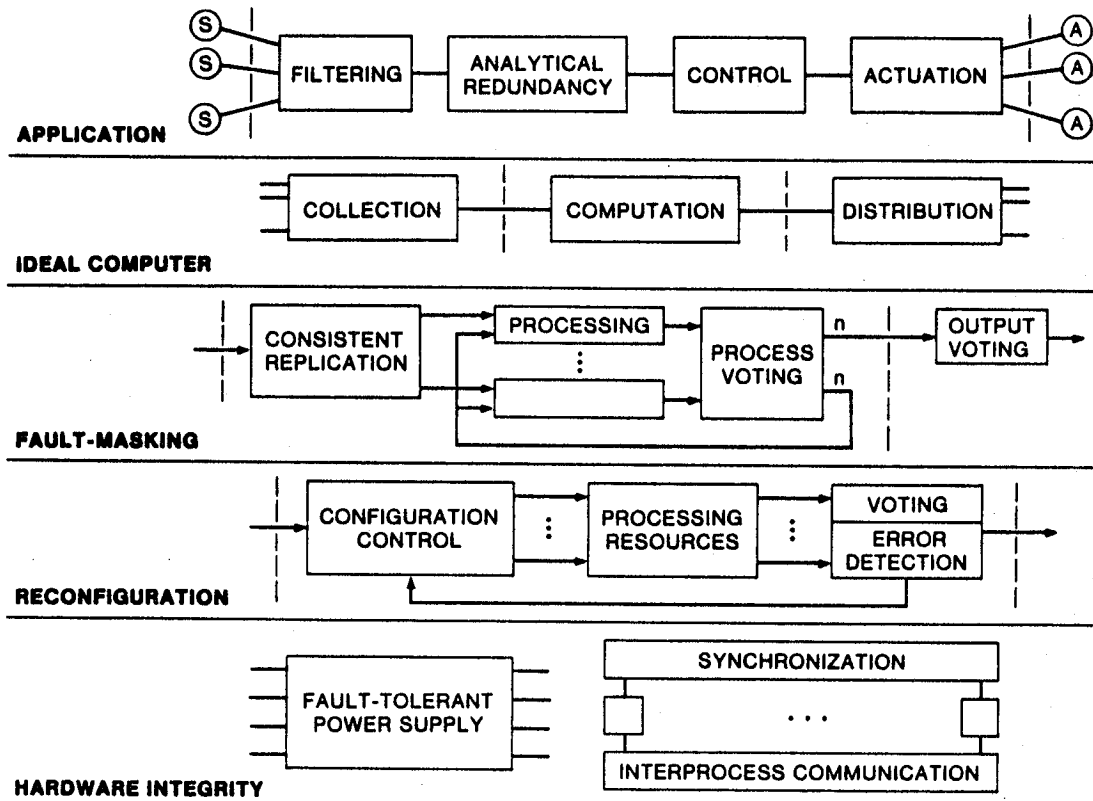 S
S
S
FILTERING
ANALYTICAL
REDUNDANCY
CONTROL
ACTUATION
A
A
A
APPLICATION
COLLECTION
COMPUTATION
DISTRIBUTION
IDEAL COMPUTER
CONSISTENT
REPLICATION
PROCESSING
PROCESS
VOTING
n
n
OUTPUT
VOTING
FAULT-MASKING
CONFIGURATION
CONTROL
PROCESSING
RESOURCES
VOTING
ERROR
DETECTION
RECONFIGURATION
FAULT-TOLERANT
POWER SUPPLY
SYNCHRONIZATION
INTERPROCESS COMMUNICATION
HARDWARE INTEGRITY